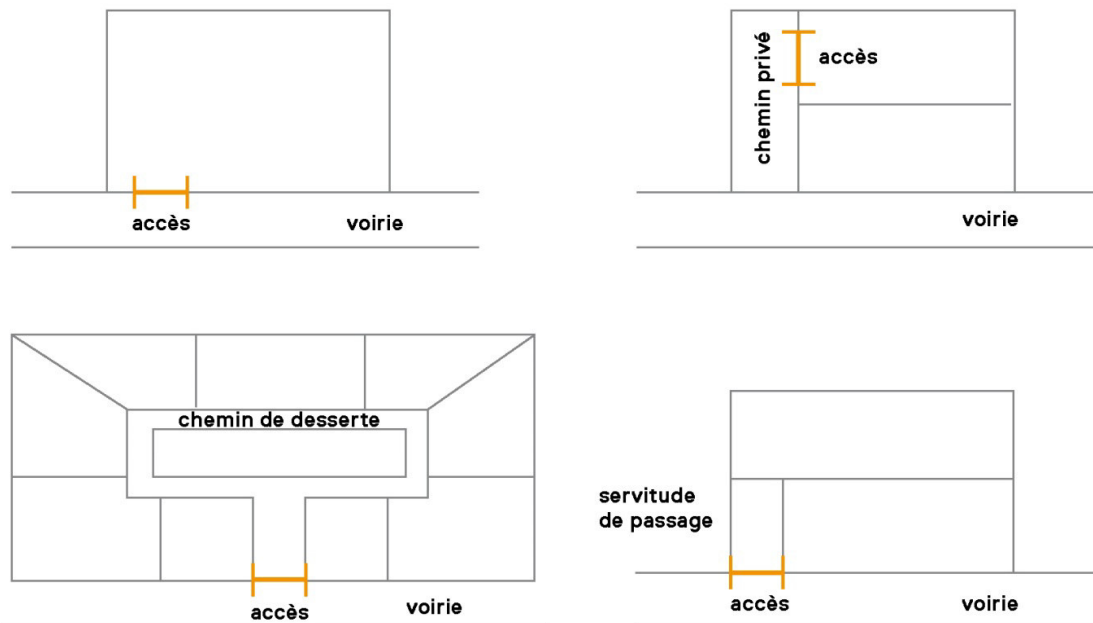 accès
voirie
chemin privé
accès
voirie
chemin de desserte
accès
voirie
servitude
de passage
accès
voirie